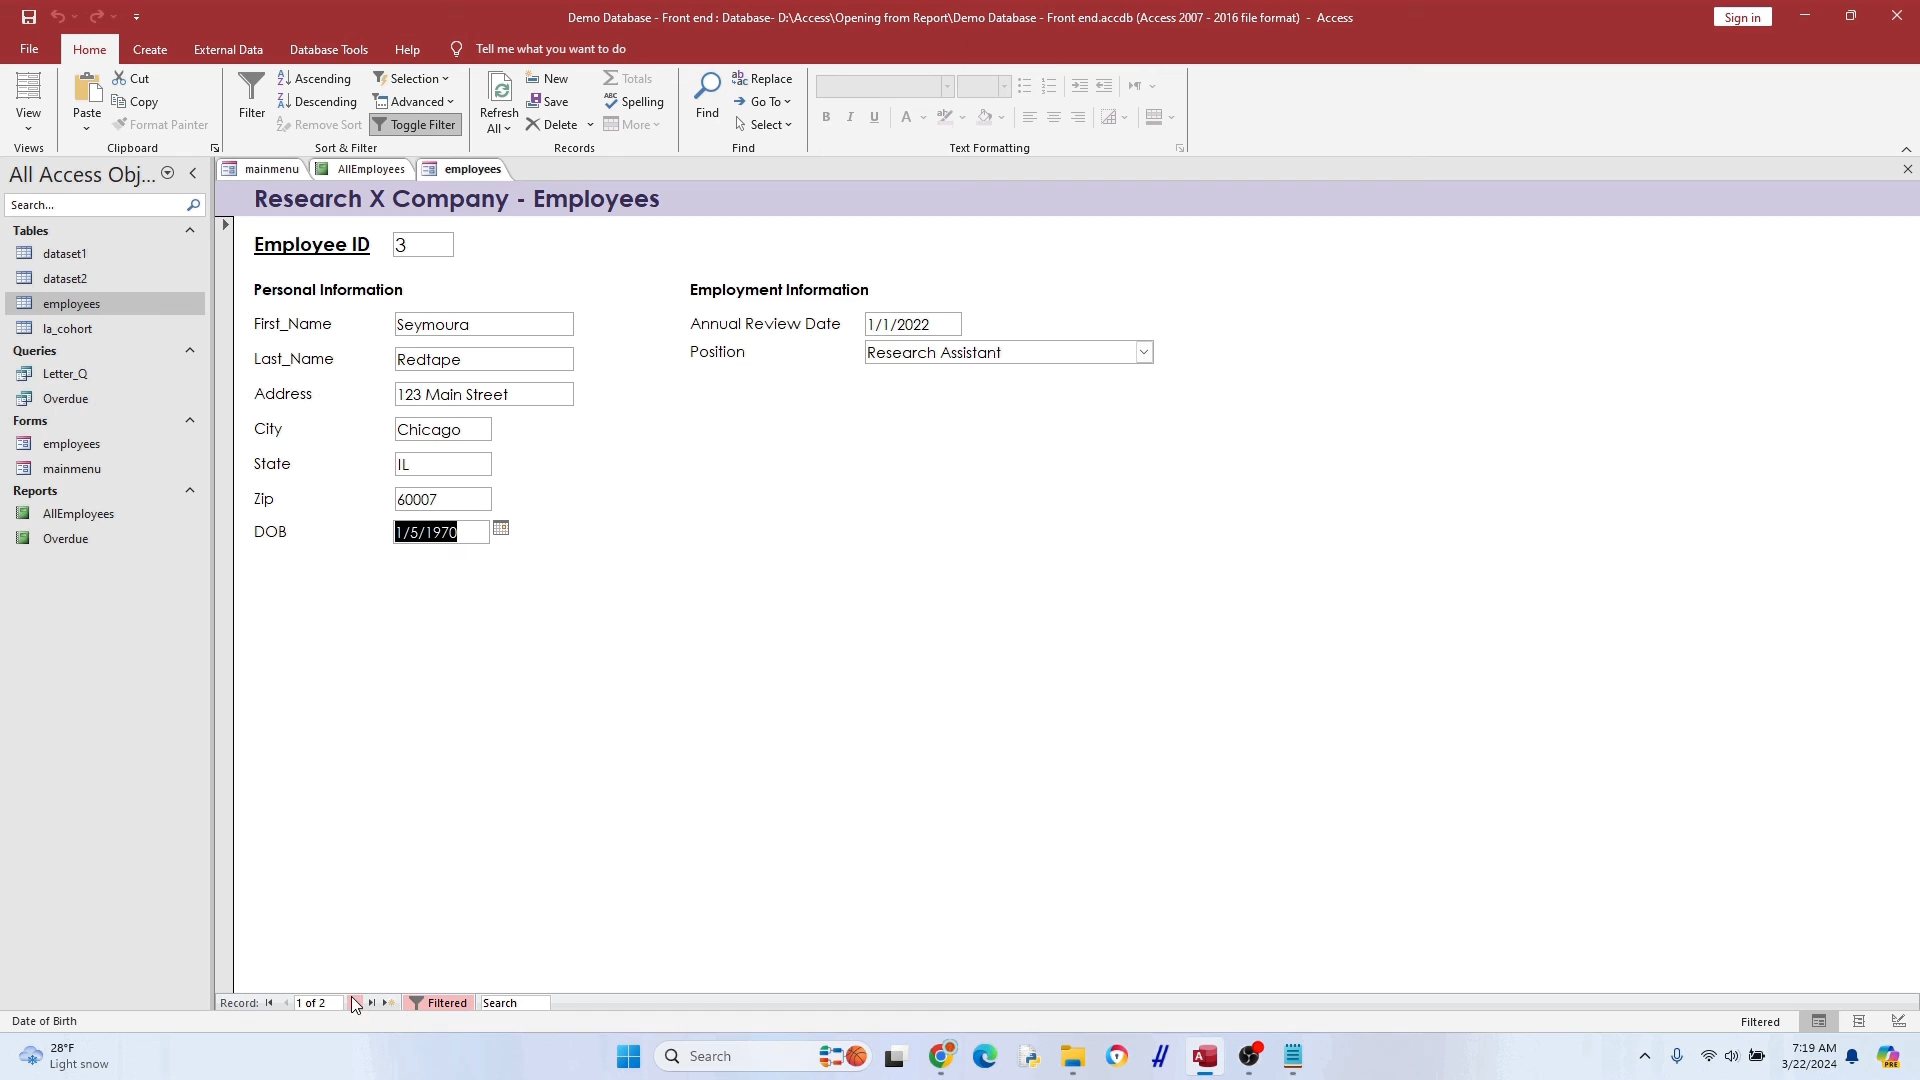 Demo Database - Front end : Database- D:\Access\Opening from Report\Demo Database - Front end.accdb (Access 2007 - 2016 file format) - Access
Sign in
File Home Create External Data Database Tools Help Tell me what you want to do
View
Views
Paste
Cut
Copy
Format Painter
Clipboard
Filter
Ascending
Descending
Remove Sort
Selection
Advanced
Toggle Filter
Sort & Filter
Refresh
All
New
Save
Delete
Totals
Spelling
More
Records
Find
Replace
Go To
Select
Find
B I U A
Text Formatting
All Access Obj...
Search...
Tables
dataset1
dataset2
employees
la_cohort
Queries
Letter_Q
Overdue
Forms
employees
mainmenu
Reports
AllEmployees
Overdue
mainmenu AllEmployees employees
Research X Company - Employees
Employee ID 3
Personal Information
First_Name Seymoura
Last_Name Redtape
Address 123 Main Street
City Chicago
State IL
Zip 60007
DOB 1/5/1970
Employment Information
Annual Review Date 1/1/2022
Position Research Assistant
Record: 1 of 2 Filtered Search
Date of Birth
Filtered
28°F
Light snow
Search
7:19 AM
3/22/2024
PRE